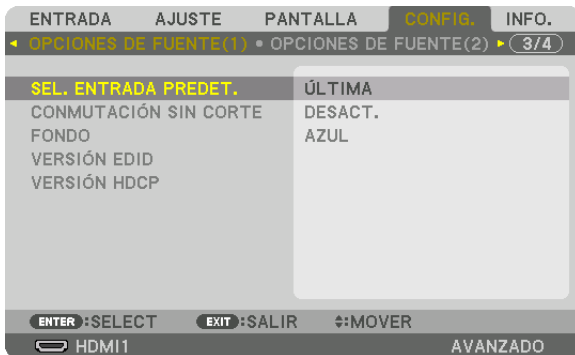 ENTRADA AJUSTE PANTALLA CONFIG. INFO.
OPCIONES DE FUENTE(1) • OPCIONES DE FUENTE(2) 3/4
SEL. ENTRADA PREDET. ÚLTIMA
CONMUTACIÓN SIN CORTE DESACT.
FONDO AZUL
VERSIÓN EDID
VERSIÓN HDCP
ENTER :SELECT EXIT :SALIR :MOVER
HDMI1 AVANZADO